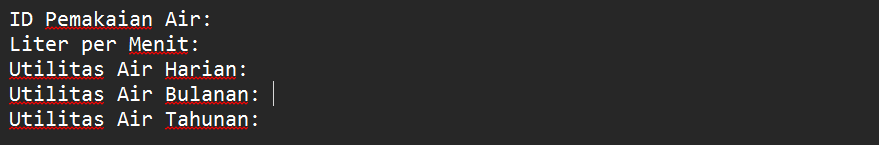 ID Pemakaian Air:
Liter per Menit:
Utilitas Air Harian:
Utilitas Air Bulanan:
Utilitas Air Tahunan: